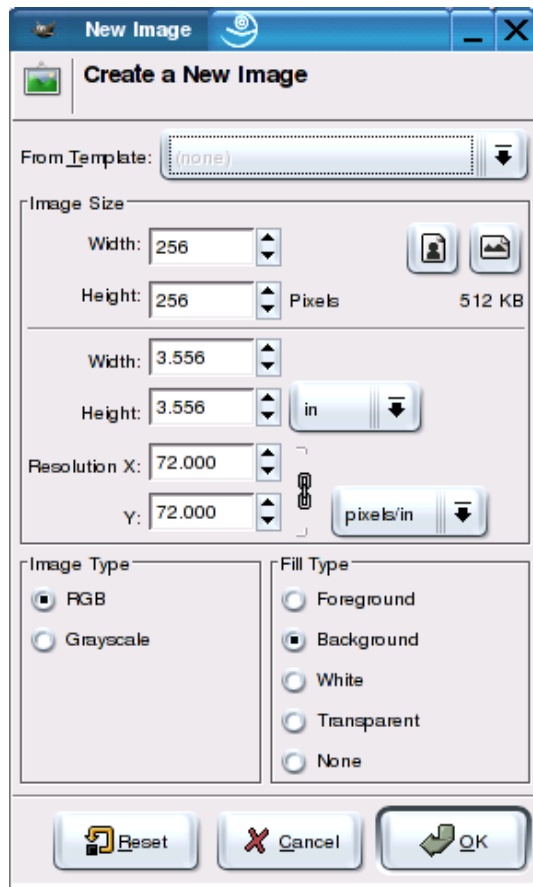 New Image
Create a New Image
From Template: (none)
Image Size
Width: 256
Height: 256 Pixels 512 KB
Width: 3.556
Height: 3.556 in
Resolution X: 72.000
Y: 72.000 pixels/in
Image Type
RGB
Grayscale
Fill Type
Foreground
Background
White
Transparent
None
Reset Cancel OK